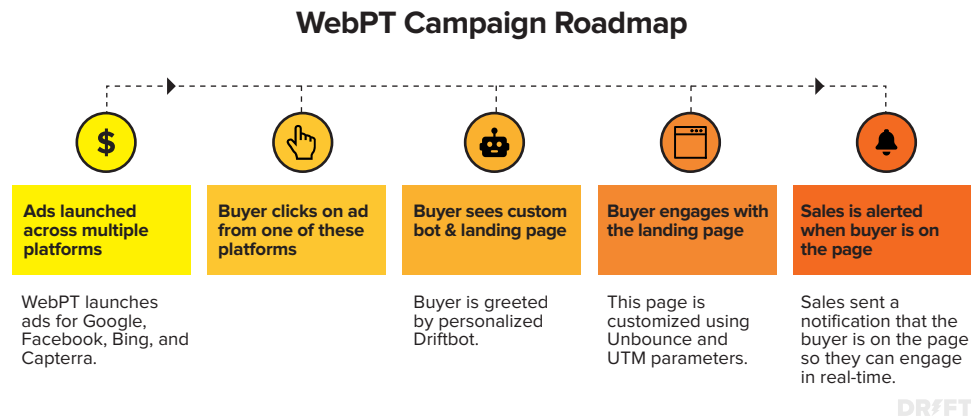 WebPT Campaign Roadmap
$
Ads launched
across multiple
platforms
WebPT launches
ads for Google,
Facebook, Bing, and
Capterra.
Buyer clicks on ad
from one of these
platforms
Buyer sees custom
bot & landing page
Buyer is greeted
by personalized
Driftbot.
Buyer engages with
the landing page
This page is
customized using
Unbounce and
UTM parameters.
Sales is alerted
when buyer is on
the page
Sales sent a
notification that the
buyer is on the page
so they can engage
in real-time.
DRIFT